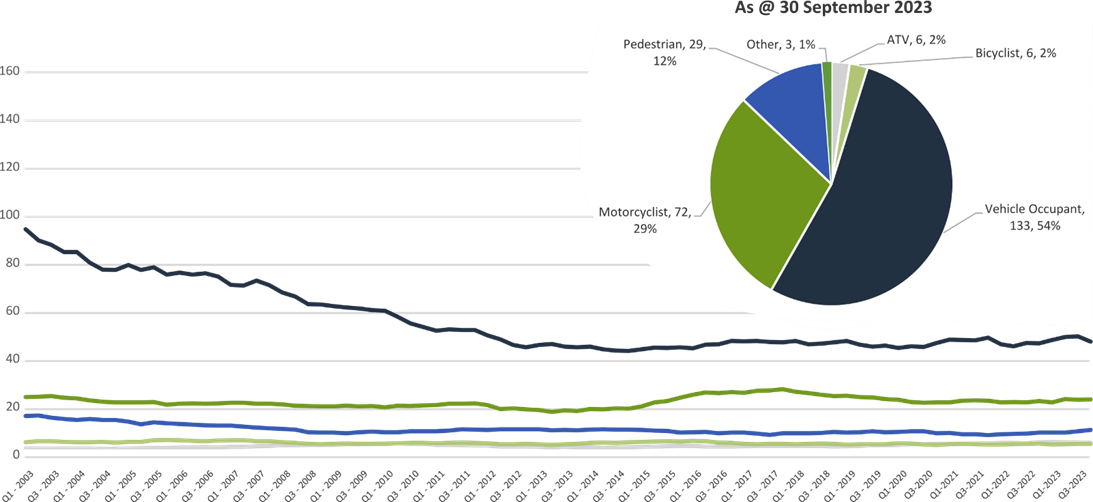 As @ 30 September 2023
Pedestrian, 29,
12%
Other, 3, 1%
ATV, 6, 2%
Bicyclist, 6, 2%
Motorcyclist, 72,
29%
Vehicle Occupant,
133, 54%
160
140
120
100
80
60
40
20
0
Q1 - 2003
Q3 - 2003
Q1 - 2004
Q3 - 2004
Q1 - 2005
Q3 - 2005
Q1 - 2006
Q3 - 2006
Q1 - 2007
Q3 - 2007
Q1 - 2008
Q3 - 2008
Q1 - 2009
Q3 - 2009
Q1 - 2010
Q3 - 2010
Q1 - 2011
Q3 - 2011
Q1 - 2012
Q3 - 2012
Q1 - 2013
Q3 - 2013
Q1 - 2014
Q3 - 2014
Q1 - 2015
Q3 - 2015
Q1 - 2016
Q3 - 2016
Q1 - 2017
Q3 - 2017
Q1 - 2018
Q3 - 2018
Q1 - 2019
Q3 - 2019
Q1 - 2020
Q3 - 2020
Q1 - 2021
Q3 - 2021
Q1 - 2022
Q3 - 2022
Q1 - 2023
Q3-2023